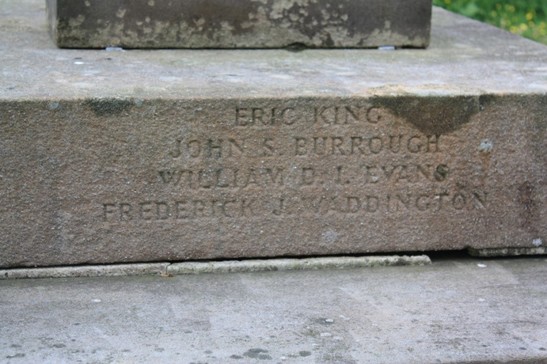 ERIC KING
JOHN S. BURROUGH
WILLIAM D. I. EVANS
FREDERICK J. WADDINGTON